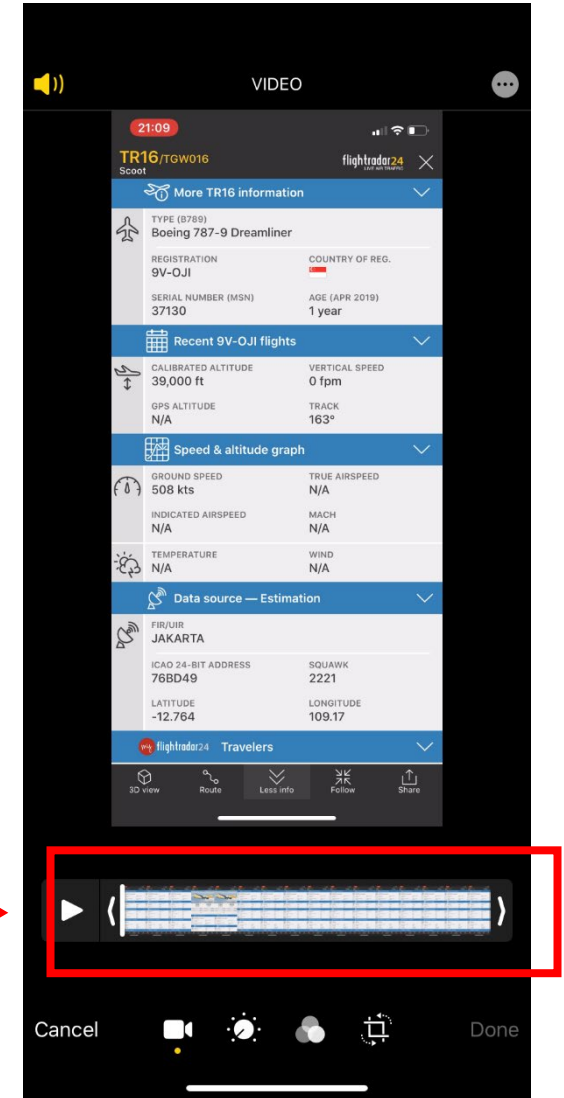 VIDEO
21:09
TR16/TGW016
Scoot
flightradar24
LIVE AIR TRAFFIC
More TR16 information
TYPE (B789)
Boeing 787-9 Dreamliner
REGISTRATION COUNTRY OF REG.
9V-OJI
SERIAL NUMBER (MSN) AGE (APR 2019)
37130 1 year
Recent 9V-OJI flights
CALIBRATED ALTITUDE VERTICAL SPEED
39,000 ft 0 fpm
GPS ALTITUDE TRACK
N/A 163°
Speed & altitude graph
GROUND SPEED TRUE AIRSPEED
508 kts N/A
INDICATED AIRSPEED MACH
N/A N/A
TEMPERATURE WIND
N/A N/A
Data source — Estimation
FIR/UIR
JAKARTA
ICAO 24-BIT ADDRESS SQUAWK
76BD49 2221
LATITUDE LONGITUDE
-12.764 109.17
flightradar24 Travelers
3D view Route Less info Follow Share
Cancel Done